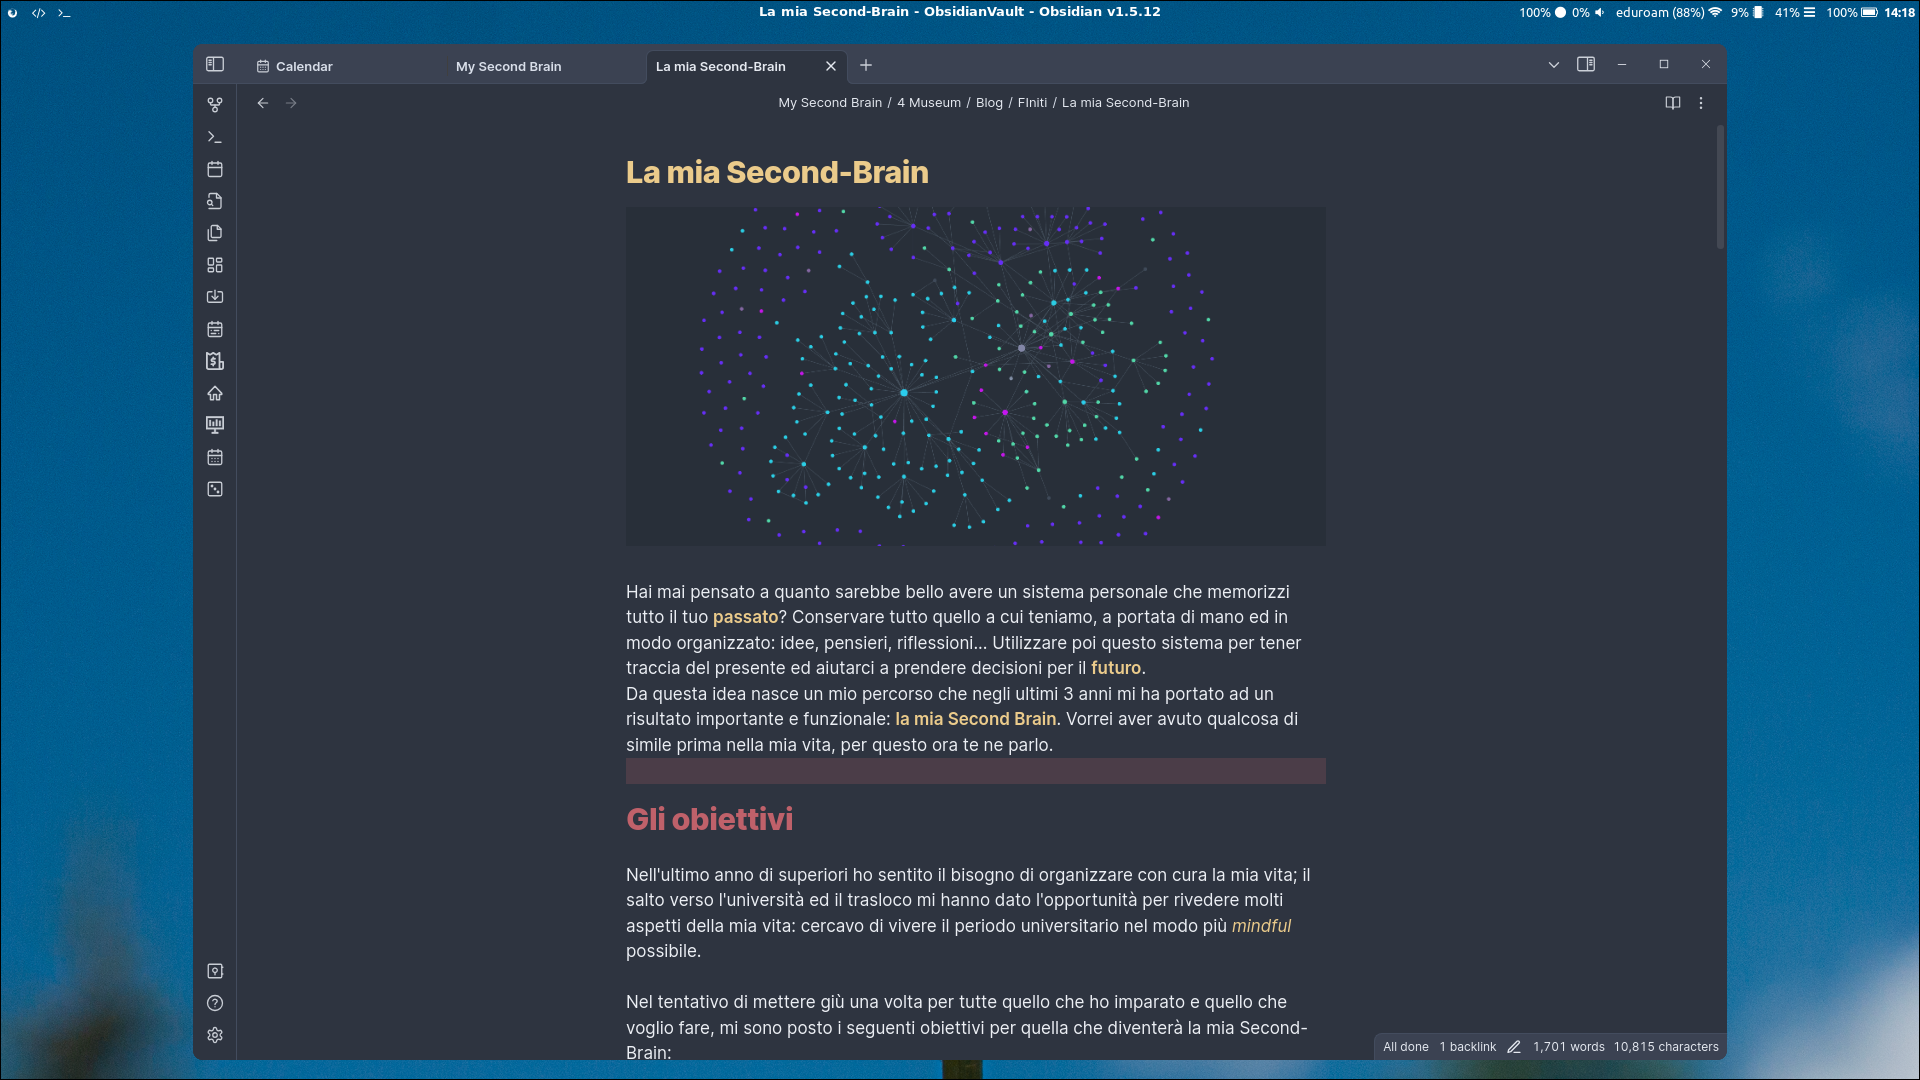 La mia Second-Brain - ObsidianVault - Obsidian v1.5.12
100% 0% eduroam (88%) 9% 41% 100% 14:18
Calendar
My Second Brain
La mia Second-Brain
My Second Brain / 4 Museum / Blog / FIniti / La mia Second-Brain
La mia Second-Brain
Hai mai pensato a quanto sarebbe bello avere un sistema personale che memorizzi
tutto il tuo passato? Conservare tutto quello a cui teniamo, a portata di mano ed in
modo organizzato: idee, pensieri, riflessioni... Utilizzare poi questo sistema per tener
traccia del presente ed aiutarci a prendere decisioni per il futuro.
Da questa idea nasce un mio percorso che negli ultimi 3 anni mi ha portato ad un
risultato importante e funzionale: la mia Second Brain. Vorrei aver avuto qualcosa di
simile prima nella mia vita, per questo ora te ne parlo.
Gli obiettivi
Nell'ultimo anno di superiori ho sentito il bisogno di organizzare con cura la mia vita; il
salto verso l'università ed il trasloco mi hanno dato l'opportunità per rivedere molti
aspetti della mia vita: cercavo di vivere il periodo universitario nel modo più mindful
possibile.
Nel tentativo di mettere giù una volta per tutte quello che ho imparato e quello che
voglio fare, mi sono posto i seguenti obiettivi per quella che diventerà la mia Second-
Brain:
All done 1 backlink 1,701 words 10,815 characters